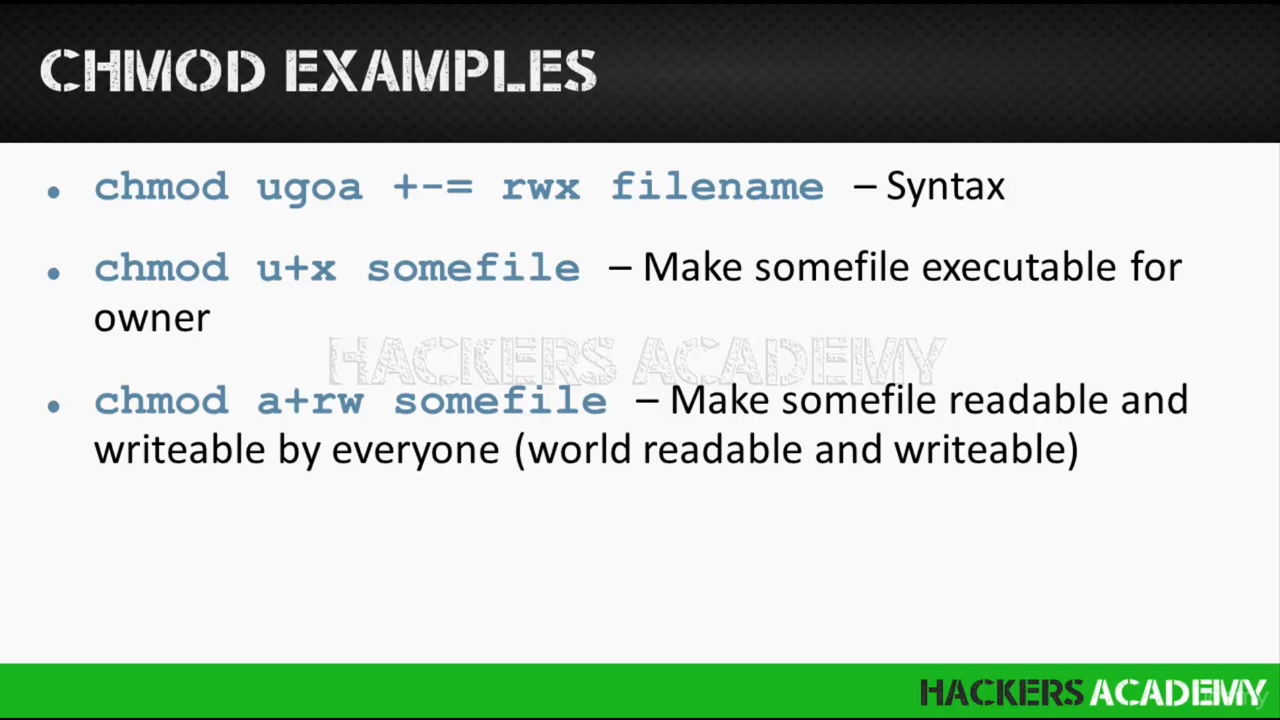 CHMOD EXAMPLES
• chmod ugoa +-= rwx filename – Syntax
• chmod u+x somefile – Make somefile executable for
owner
HACKERS ACADEMY
• chmod a+rw somefile – Make somefile readable and
writeable by everyone (world readable and writeable)
HACKERS ACADEMY